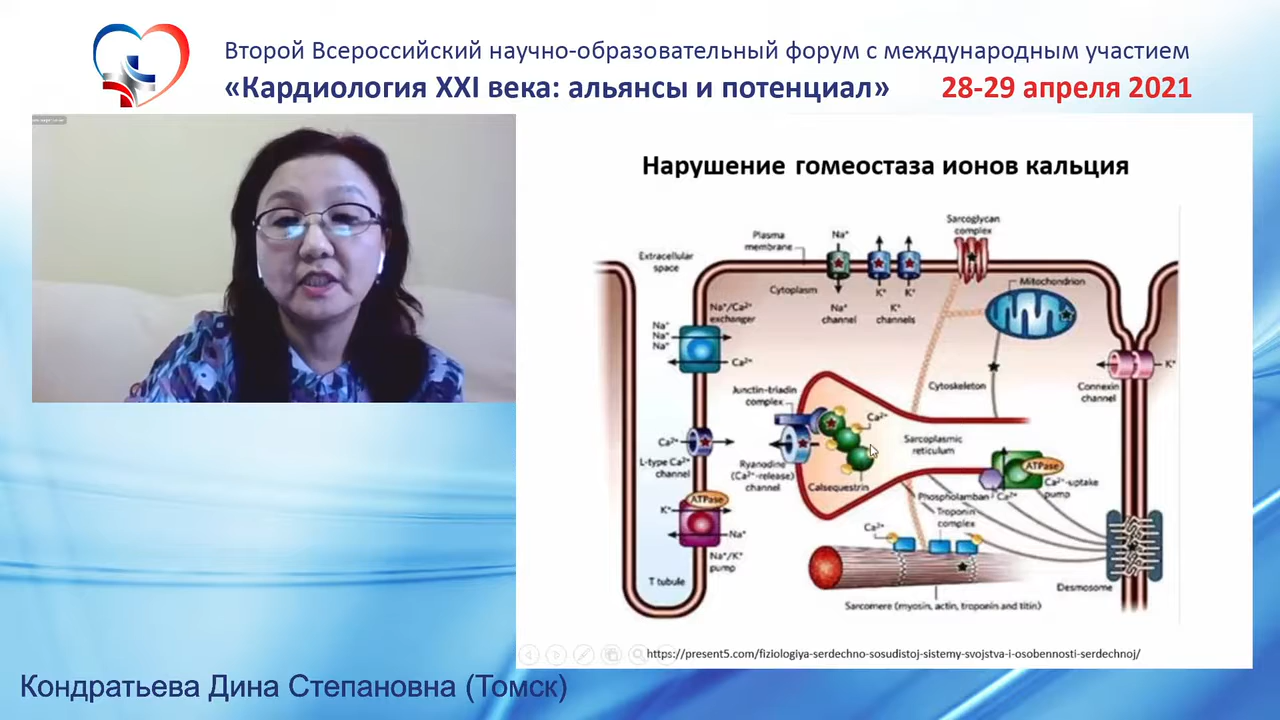 Второй Всероссийский научно-образовательный форум с международным участием
«Кардиология XXI века: альянсы и потенциал» 28-29 апреля 2021
Нарушение гомеостаза ионов кальция
Sarcoglycan
complex
Plasma
membrane
Na⁺
Extracellular
space
Cytoplasm
K⁺ K⁺
Mitochondrion
Na⁺
channel
K⁺
channels
Na⁺/Ca²⁺
exchanger
Na⁺
Na⁺
Na⁺
Ca²⁺
K⁺
Connexin
channel
Junctin-triadin
complex
Cytoskeleton
Ca²⁺
Ca²⁺
L-type Ca²⁺
channel
Sarcoplasmic
reticulum
Ryanodine
(Ca²⁺-release)
channel
Calsequestrin
ATPase
Ca²⁺-uptake
pump
Phospholamban
Ca²⁺
ATPase
K⁺
Na⁺
Na⁺/K⁺
pump
Troponin
complex
Ca²⁺
T tubule
Desmosome
Sarcomere (myosin, actin, troponin and titin)
https://present5.com/fiziologiya-serdechno-sosudistoj-sistemy-svojstva-i-osobennosti-serdechnoj/
Кондратьева Дина Степановна (Томск)